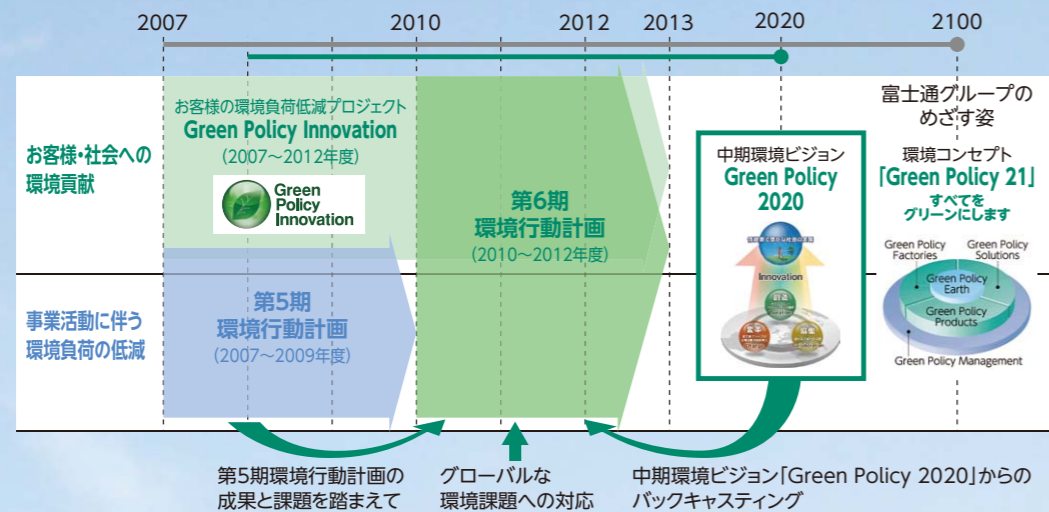 2007
2010
2012
2013
2020
2100
お客様・社会への
環境貢献
事業活動に伴う
環境負荷の低減
お客様の環境負荷低減プロジェクト
Green Policy Innovation
(2007〜2012年度)
Green
Policy
Innovation
第5期
環境行動計画
(2007〜2009年度)
第6期
環境行動計画
(2010〜2012年度)
中期環境ビジョン
Green Policy
2020
Innovation
富士通グループの
めざす姿
環境コンセプト
「Green Policy 21」
すべてを
グリーンにします
Green Policy
Factories
Green Policy
Solutions
Green Policy
Earth
Green Policy
Products
Green Policy Management
第5期環境行動計画の
成果と課題を踏まえて
グローバルな
環境課題への対応
中期環境ビジョン「Green Policy 2020」からの
バックキャスティング